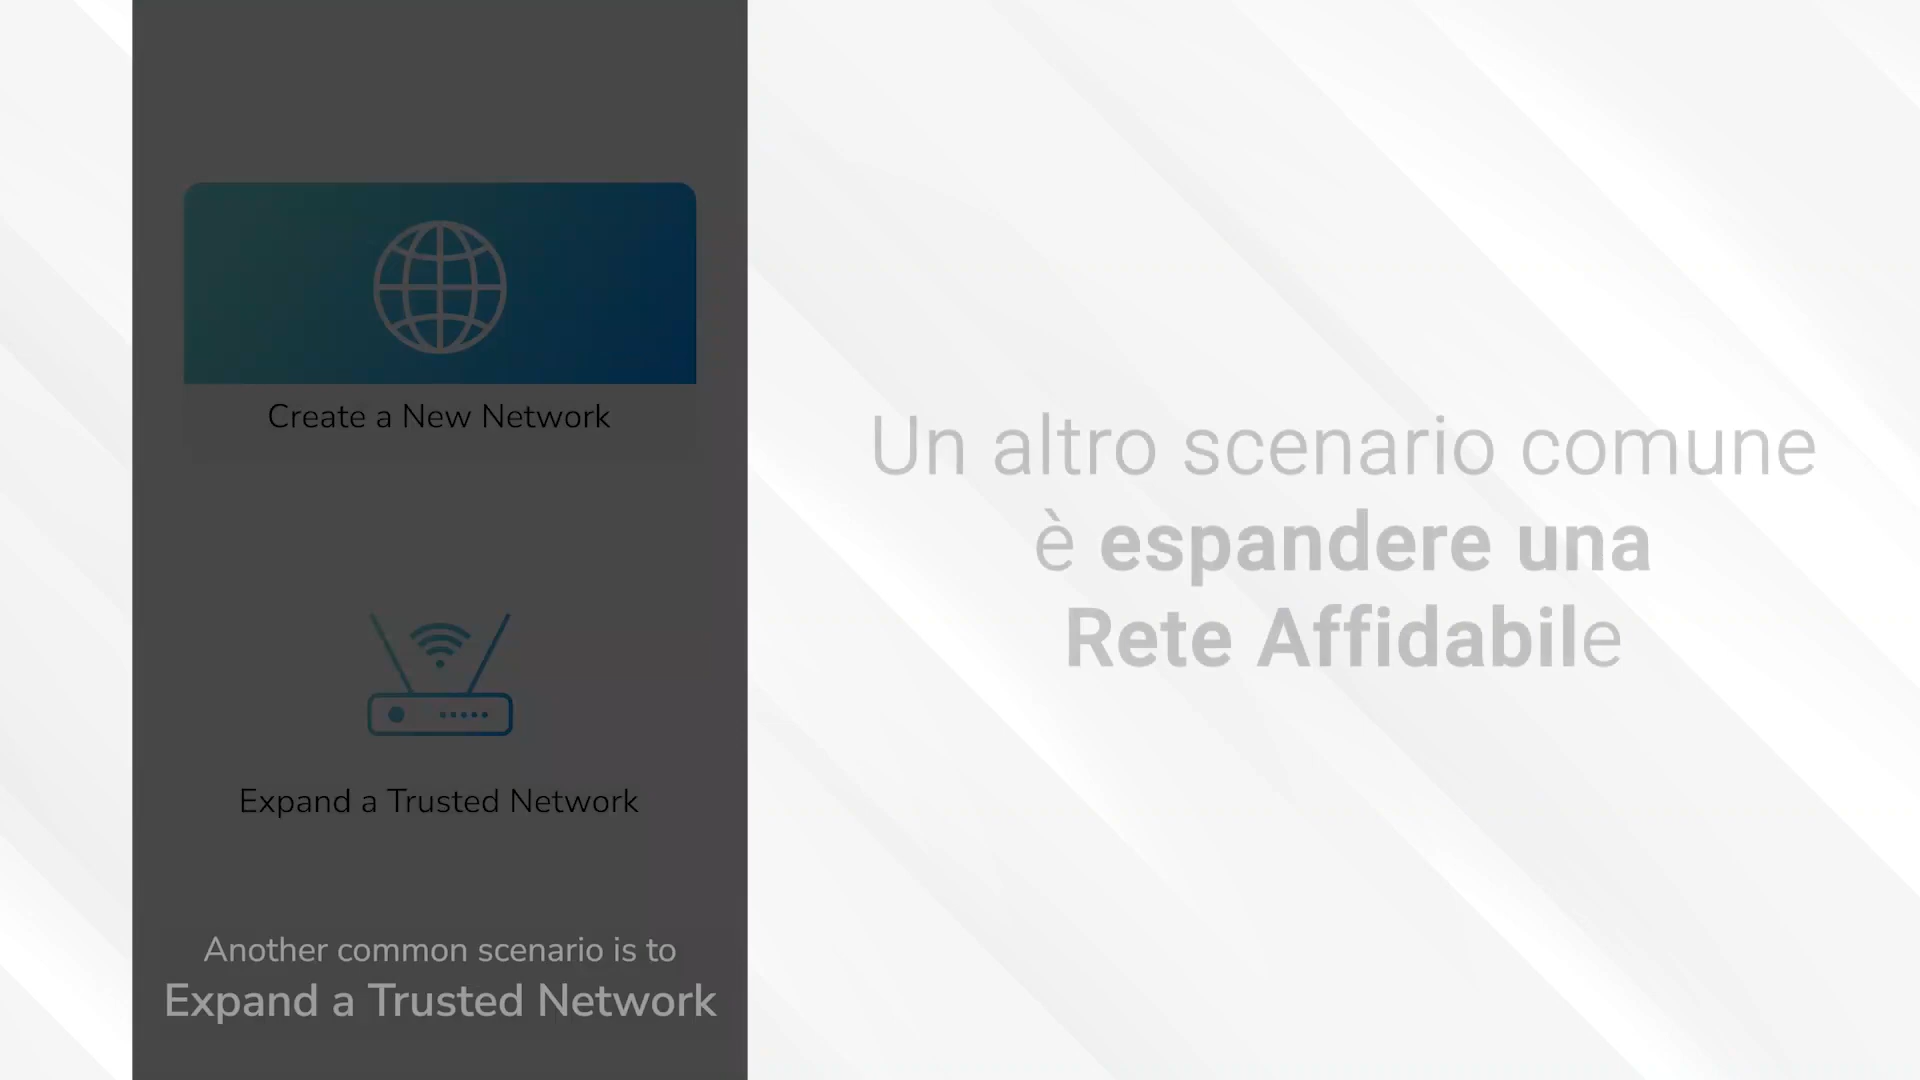 Create a New Network
Expand a Trusted Network
Another common scenario is to
Expand a Trusted Network
Un altro scenario comune
è espandere una
Rete Affidabile